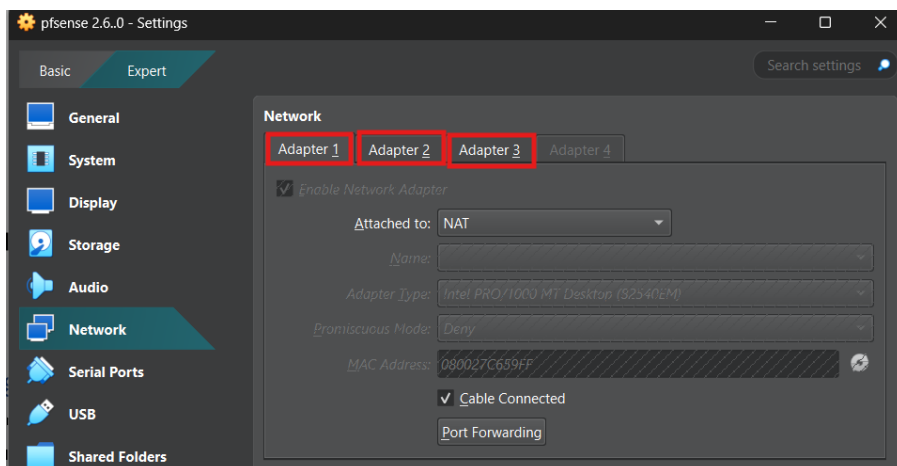 pfsense 2.6..0 - Settings
Basic
Expert
Search settings
General
System
Display
Storage
Audio
Network
Serial Ports
USB
Shared Folders
Network
Adapter 1
Adapter 2
Adapter 3
Adapter 4
Enable Network Adapter
Attached to: NAT
Name:
Adapter Type: Intel PRO/1000 MT Desktop (82540EM)
Promiscuous Mode: Deny
MAC Address: 080027C659FF
Cable Connected
Port Forwarding